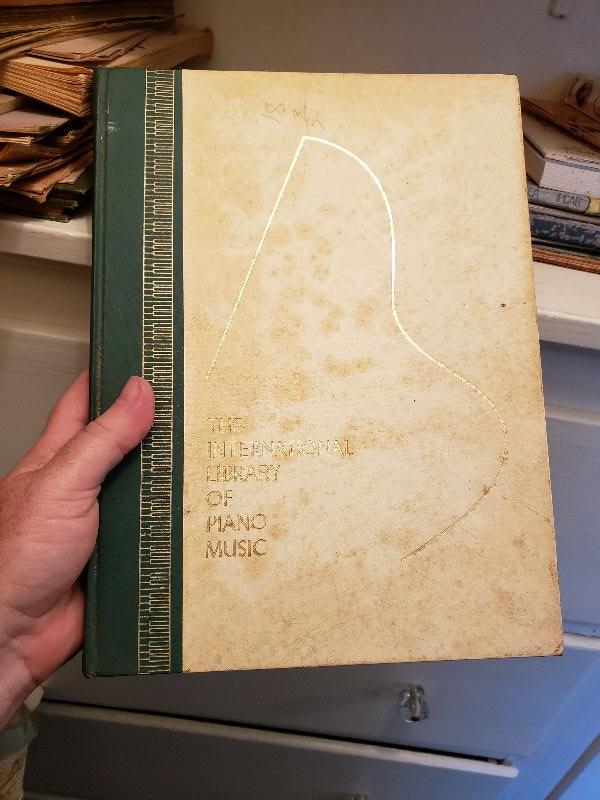 THE
INTERNATIONAL
LIBRARY
OF
PIANO
MUSIC